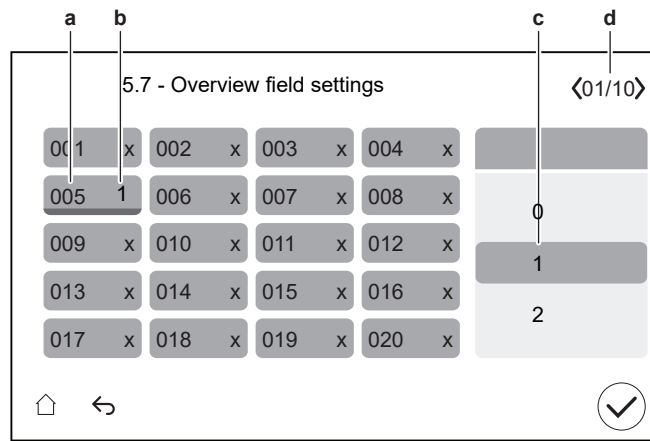 a b c d
5.7 - Overview field settings 01/10
001 x 002 x 003 x 004 x
005 1 006 x 007 x 008 x
0
009 x 010 x 011 x 012 x
1
013 x 014 x 015 x 016 x
2
017 x 018 x 019 x 020 x